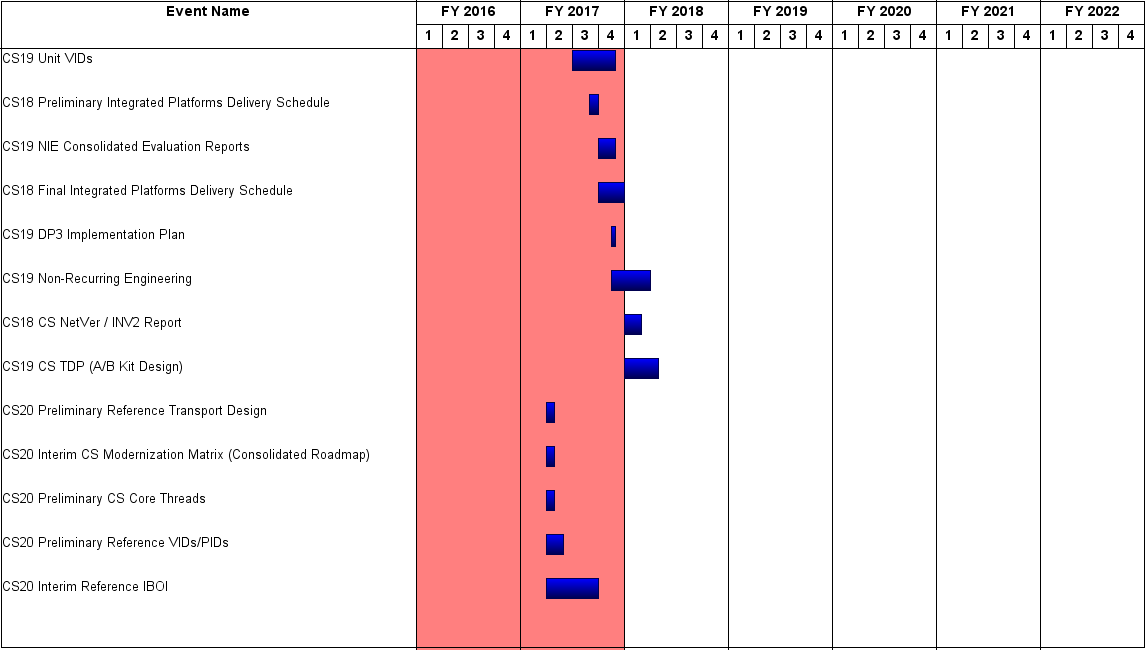 Event Name FY 2016 FY 2017 FY 2018 FY 2019 FY 2020 FY 2021 FY 2022
1 2 3 4 1 2 3 4 1 2 3 4 1 2 3 4 1 2 3 4 1 2 3 4 1 2 3 4
CS19 Unit VIDs
CS18 Preliminary Integrated Platforms Delivery Schedule
CS19 NIE Consolidated Evaluation Reports
CS18 Final Integrated Platforms Delivery Schedule
CS19 DP3 Implementation Plan
CS19 Non-Recurring Engineering
CS18 CS NetVer / INV2 Report
CS19 CS TDP (A/B Kit Design)
CS20 Preliminary Reference Transport Design
CS20 Interim CS Modernization Matrix (Consolidated Roadmap)
CS20 Preliminary CS Core Threads
CS20 Preliminary Reference VIDs/PIDs
CS20 Interim Reference IBOI